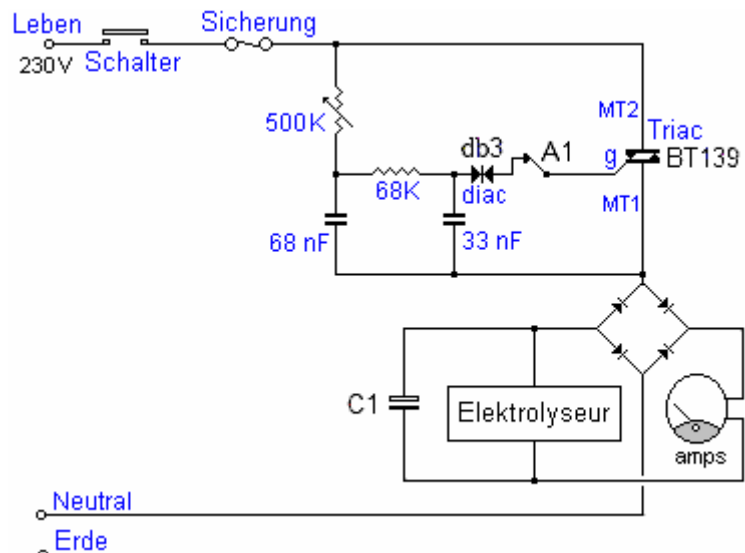 Leben
Sicherung
230V
Schalter
MT2
500K
Triac
db3
A1
g
BT139
68K
diac
MT1
68 nF
33 nF
C1
Elektrolyseur
amps
Neutral
Erde